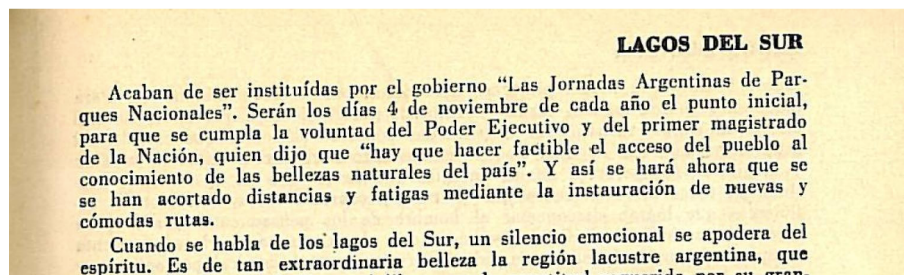 LAGOS DEL SUR
Acaban de ser instituídas por el gobierno “Las Jornadas Argentinas de Par-
ques Nacionales”. Serán los días 4 de noviembre de cada año el punto inicial,
para que se cumpla la voluntad del Poder Ejecutivo y del primer magistrado
de la Nación, quien dijo que “hay que hacer factible el acceso del pueblo al
conocimiento de las bellezas naturales del país”. Y así se hará ahora que se
se han acortado distancias y fatigas mediante la instauración de nuevas y
cómodas rutas.
Cuando se habla de los lagos del Sur, un silencio emocional se apodera del
espíritu. Es de tan extraordinaria belleza la región lacustre argentina, que
por su gran-